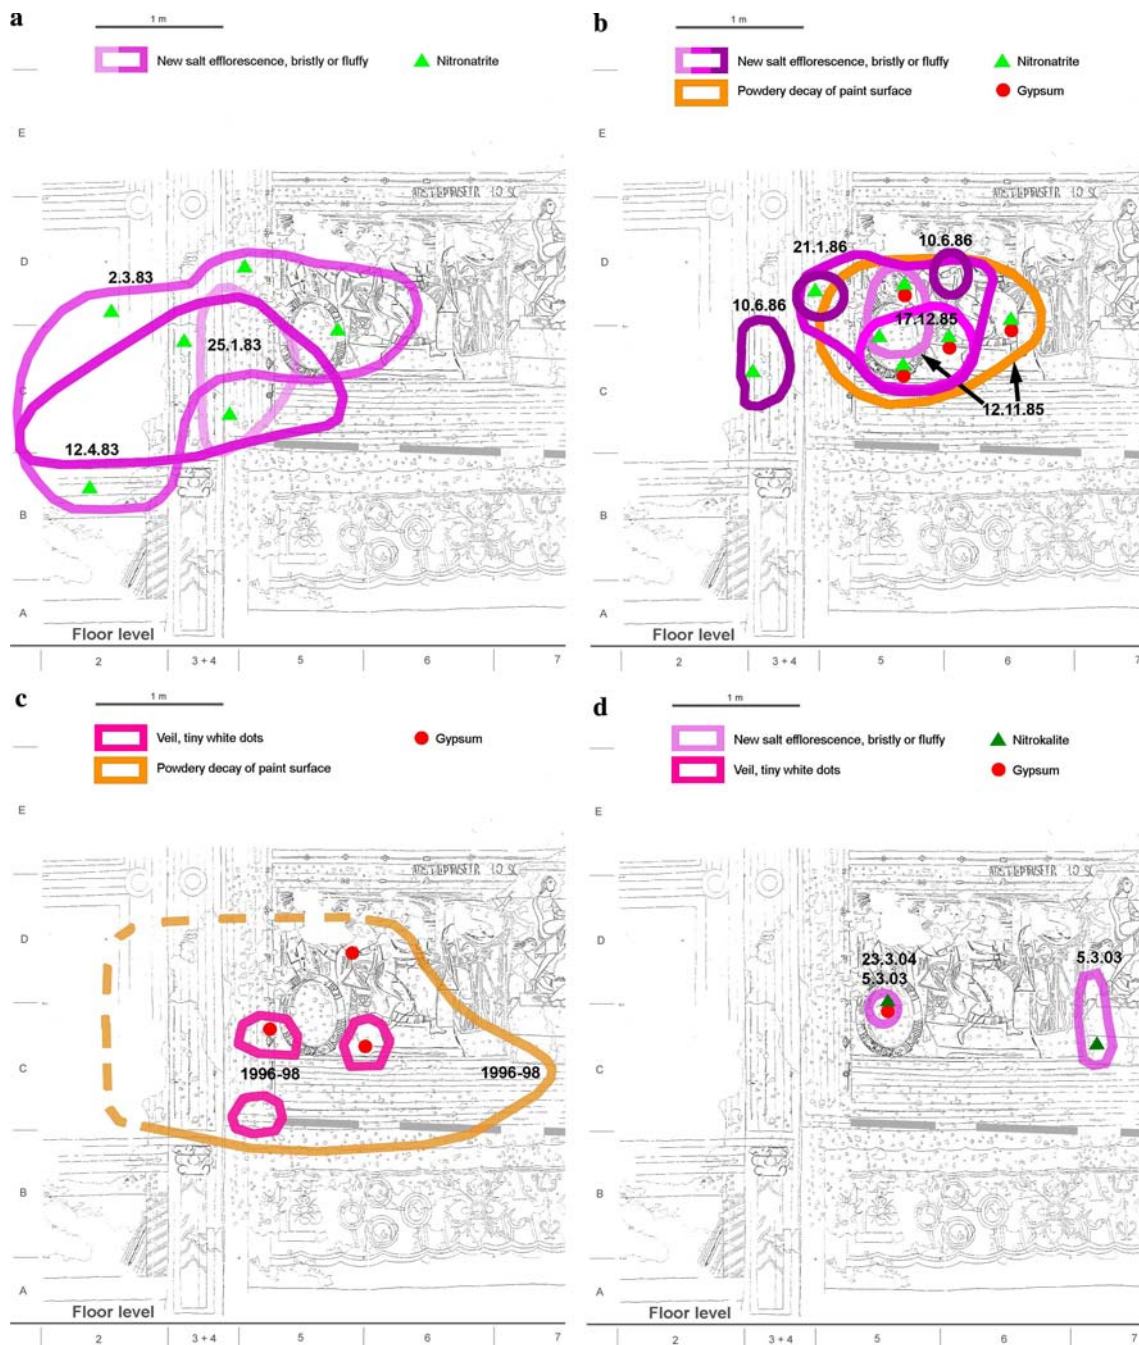 a
1 m
New salt efflorescence, bristly or fluffy
Nitronatrite
E
D
2.3.83
25.1.83
C
12.4.83
B
A
Floor level
2
3 + 4
5
6
7
b
1 m
New salt efflorescence, bristly or fluffy
Nitronatrite
Powdery decay of paint surface
Gypsum
E
D
21.1.86
10.6.86
10.6.86
17.12.85
C
12.11.85
B
A
Floor level
2
3 + 4
5
6
7
c
1 m
Veil, tiny white dots
Gypsum
Powdery decay of paint surface
E
D
C
1996-98
1996-98
B
A
Floor level
2
3 + 4
5
6
7
d
1 m
New salt efflorescence, bristly or fluffy
Nitrokalite
Veil, tiny white dots
Gypsum
E
D
23.3.04
5.3.03
5.3.03
C
B
A
Floor level
2
3 + 4
5
6
7